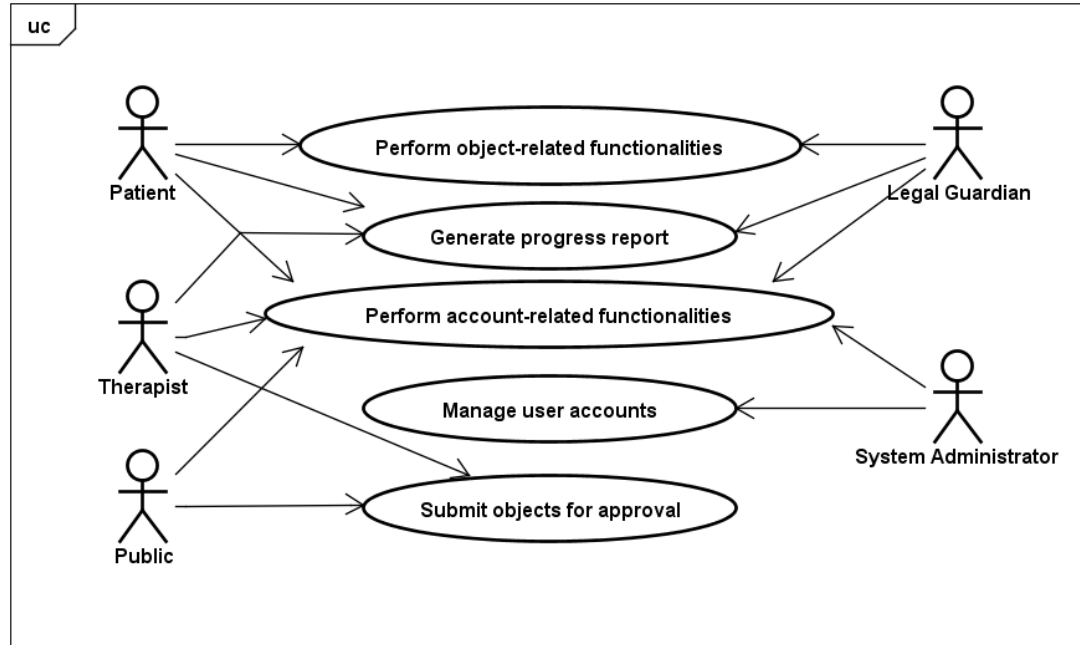 uc
Perform object-related functionalities
Patient
Legal Guardian
Generate progress report
Perform account-related functionalities
Therapist
Manage user accounts
System Administrator
Submit objects for approval
Public